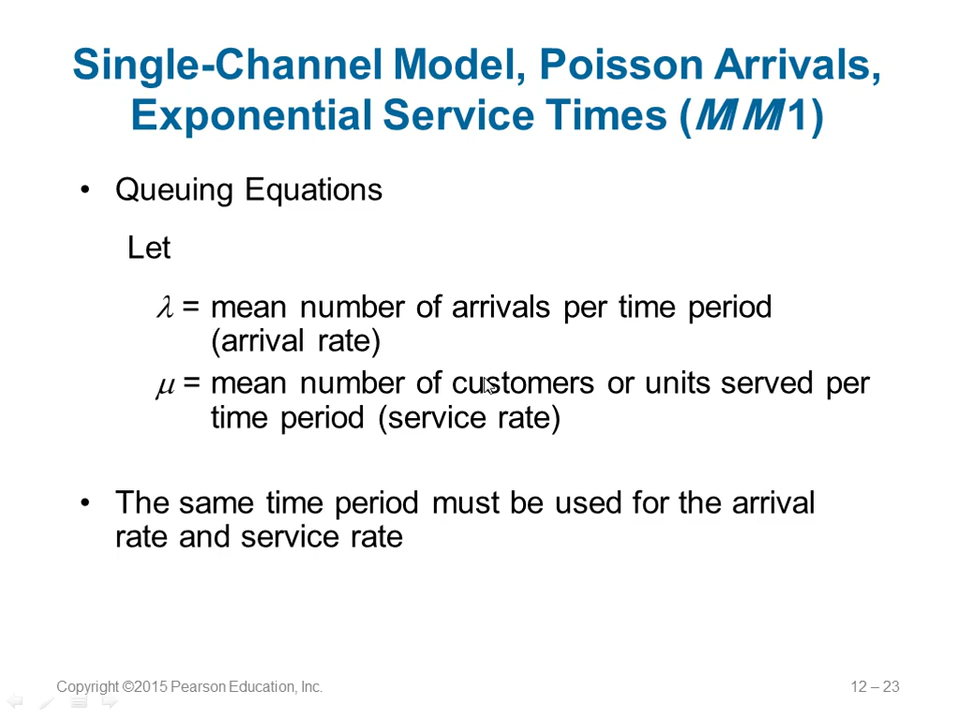 Single-Channel Model, Poisson Arrivals,
Exponential Service Times (M/M/1)
• Queuing Equations
Let
λ = mean number of arrivals per time period
(arrival rate)
μ = mean number of customers or units served per
time period (service rate)
• The same time period must be used for the arrival
rate and service rate
Copyright ©2015 Pearson Education, Inc.
12 – 23